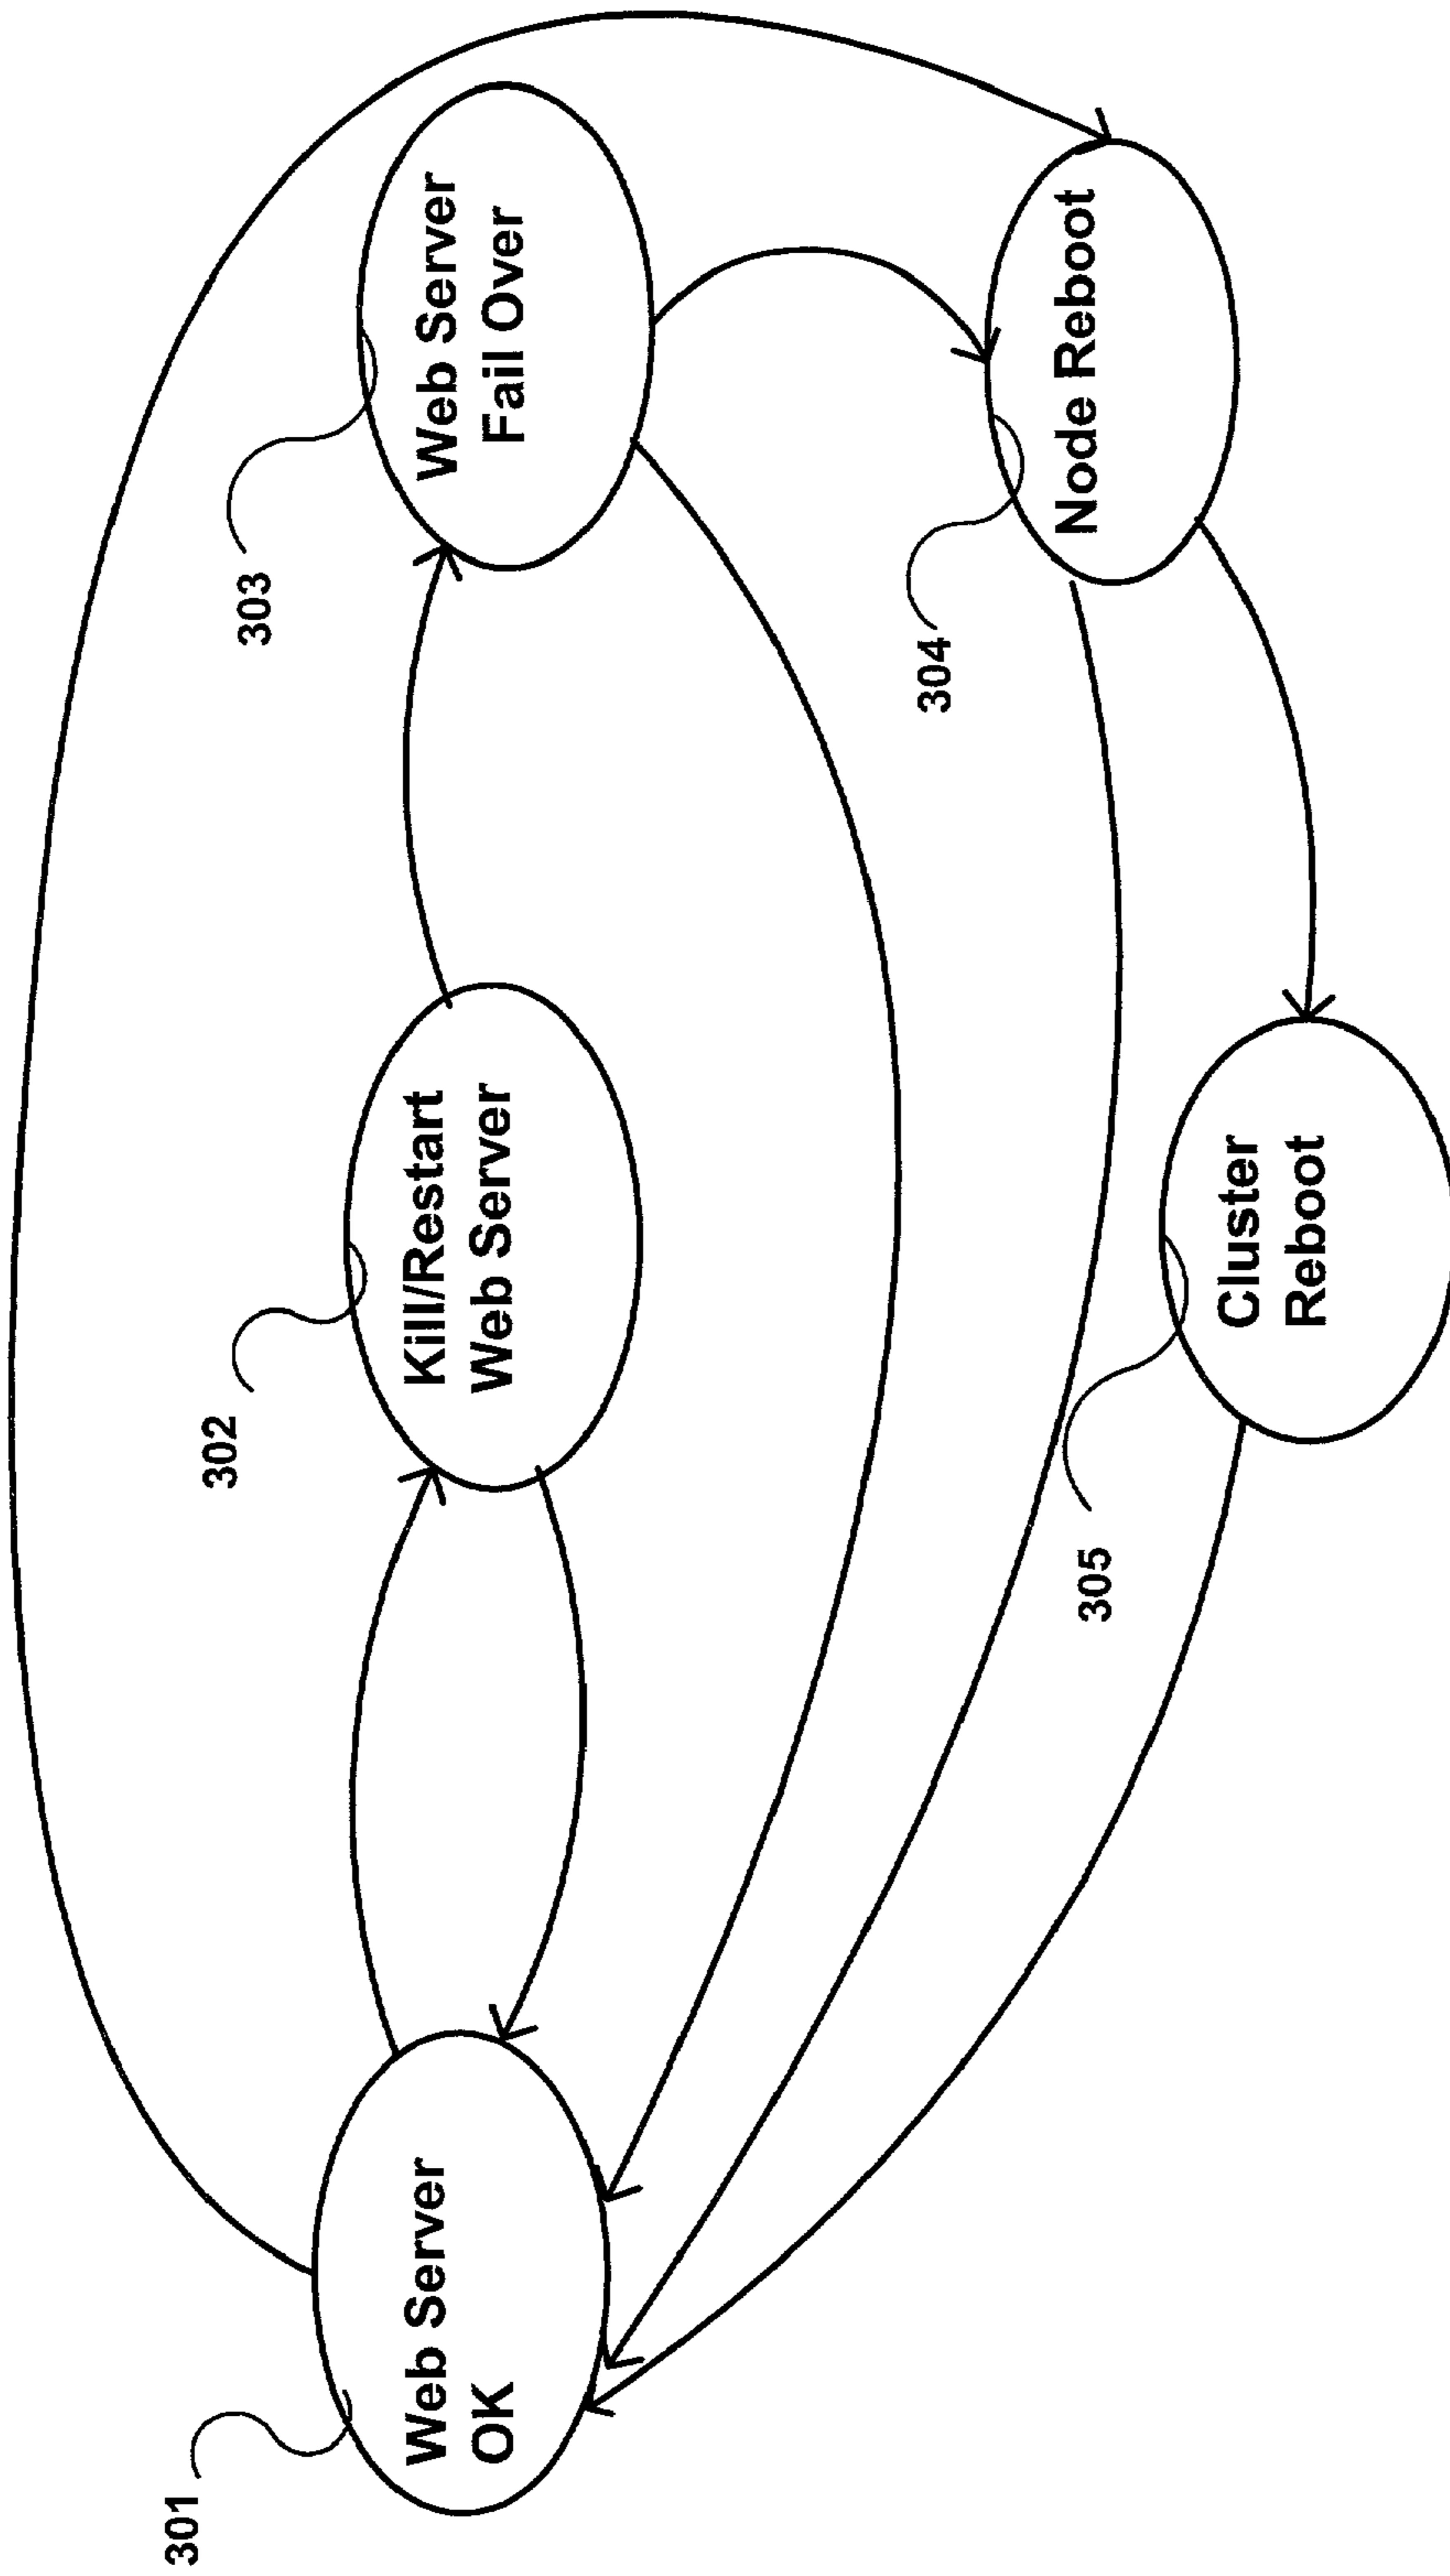 301
Web Server
OK
302
Kill/Restart
Web Server
303
Web Server
Fail Over
304
Node Reboot
305
Cluster
Reboot